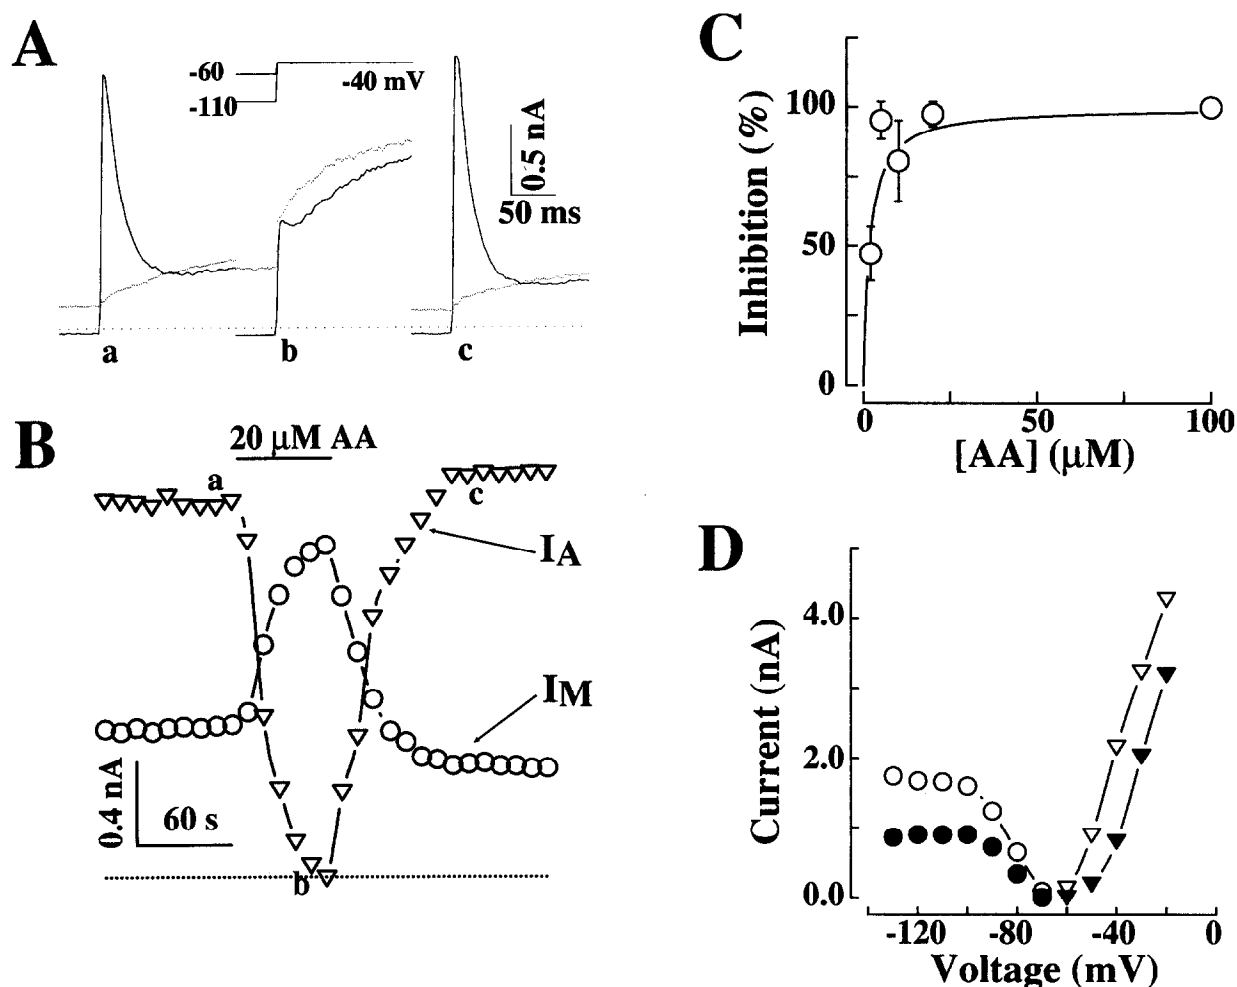 A
-60
-40 mV
-110
0.5 nA
50 ms
a
b
c
B
20 μM AA
a
c
IA
IM
0.4 nA
60 s
b
C
Inhibition (%)
100
50
0
0
50
100
[AA] (μM)
D
Current (nA)
4.0
2.0
0.0
-120
-80
-40
0
Voltage (mV)